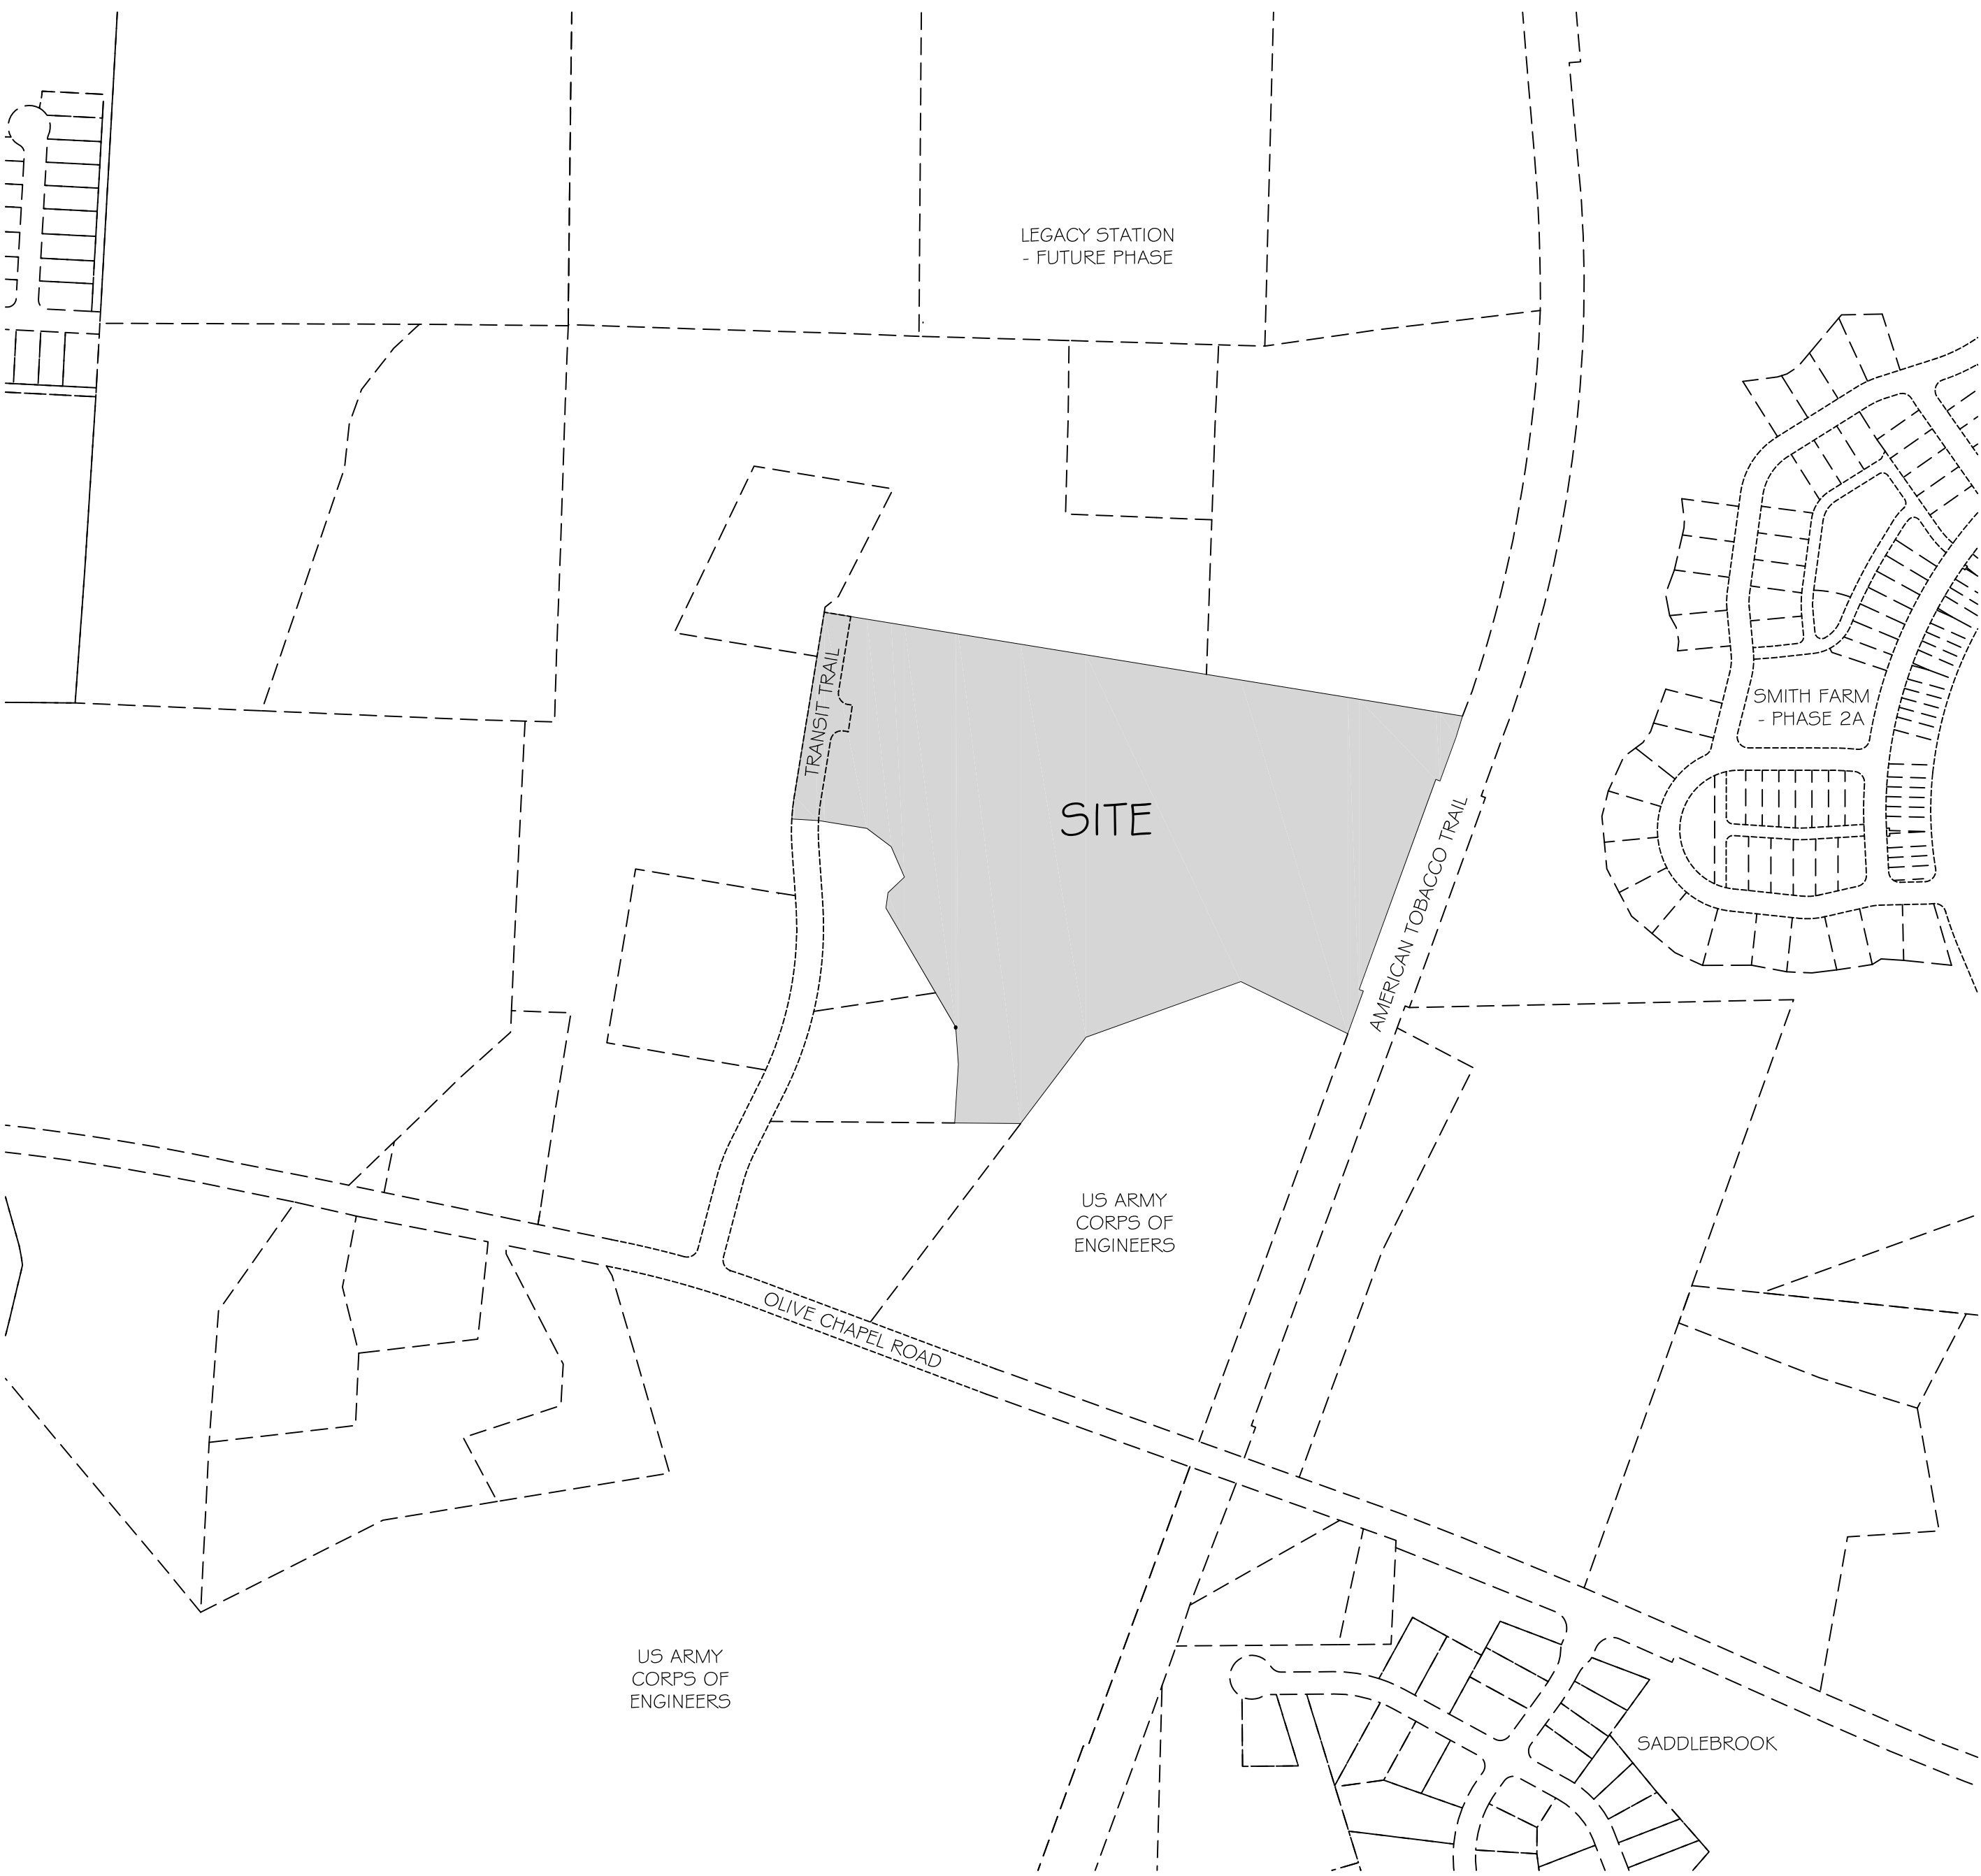 LEGACY STATION
- FUTURE PHASE
TRANSIT TRAIL
SMITH FARM
- PHASE 2A
SITE
AMERICAN TOBACCO TRAIL
US ARMY
CORPS OF
ENGINEERS
OLIVE CHAPEL ROAD
US ARMY
CORPS OF
ENGINEERS
SADDLEBROOK